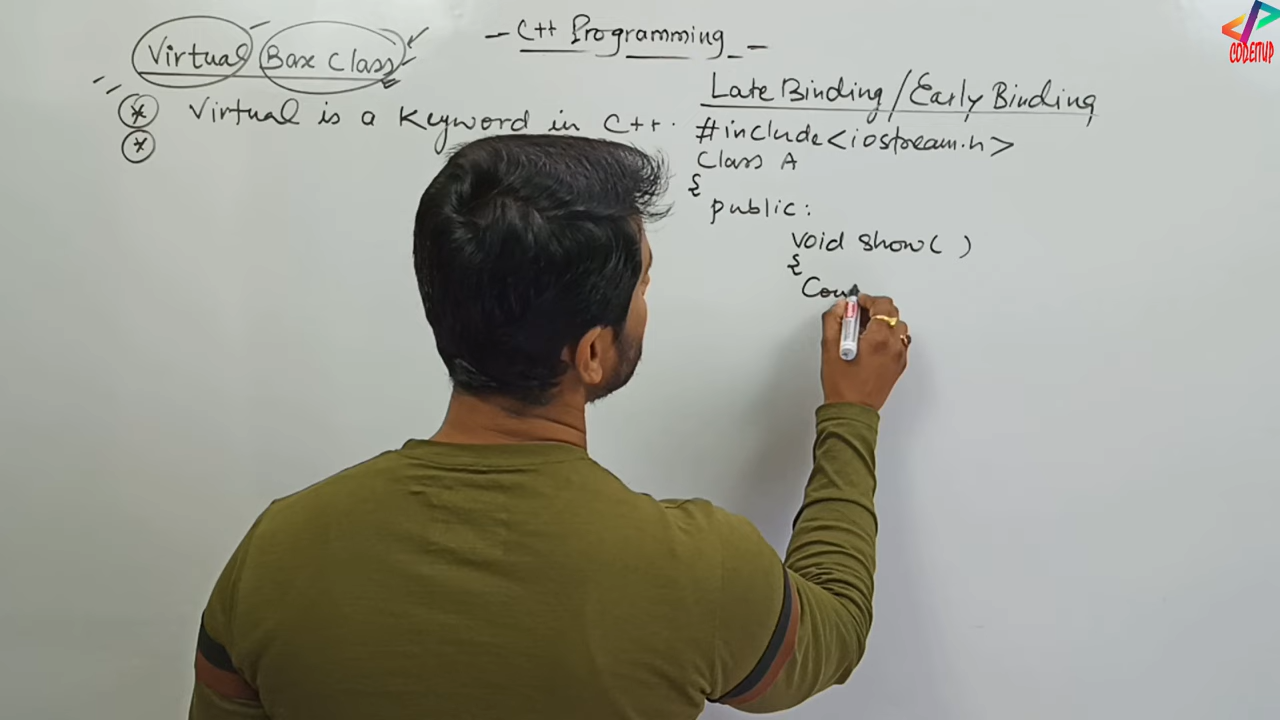 - C++ Programming -
Virtual Base Class
* Virtual is a keyword in C++.
*
Late Binding / Early Binding
#include<iostream.h>
Class A
{
public:
void show( )
{
Cou
CODEITUP